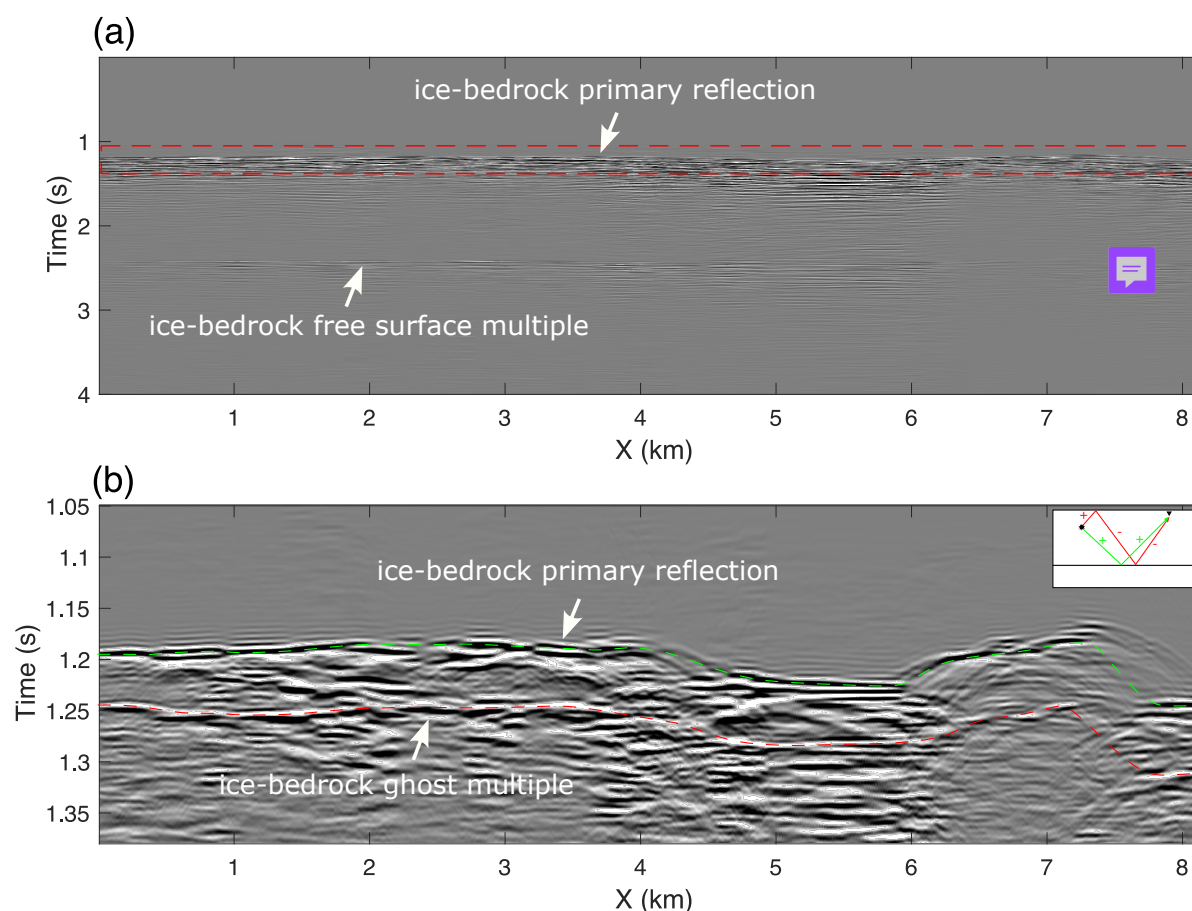 (a)
ice-bedrock primary reflection
1
2
3
4
Time (s)
ice-bedrock free surface multiple
1 2 3 4 5 6 7 8
X (km)
(b)
1.05
1.1
1.15
1.2
1.25
1.3
1.35
Time (s)
ice-bedrock primary reflection
+ + - + -
ice-bedrock ghost multiple
1 2 3 4 5 6 7 8
X (km)